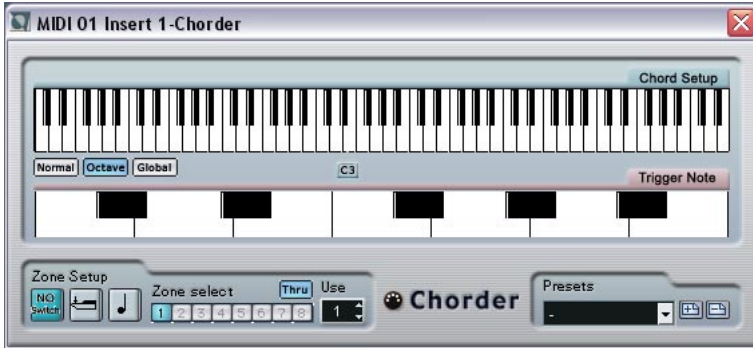 MIDI 01 Insert 1-Chorder
Chord Setup
Normal Octave Global C3
Trigger Note
Zone Setup
NO
Switch
Zone select Thru Use
1 2 3 4 5 6 7 8 1
Chorder
Presets
-